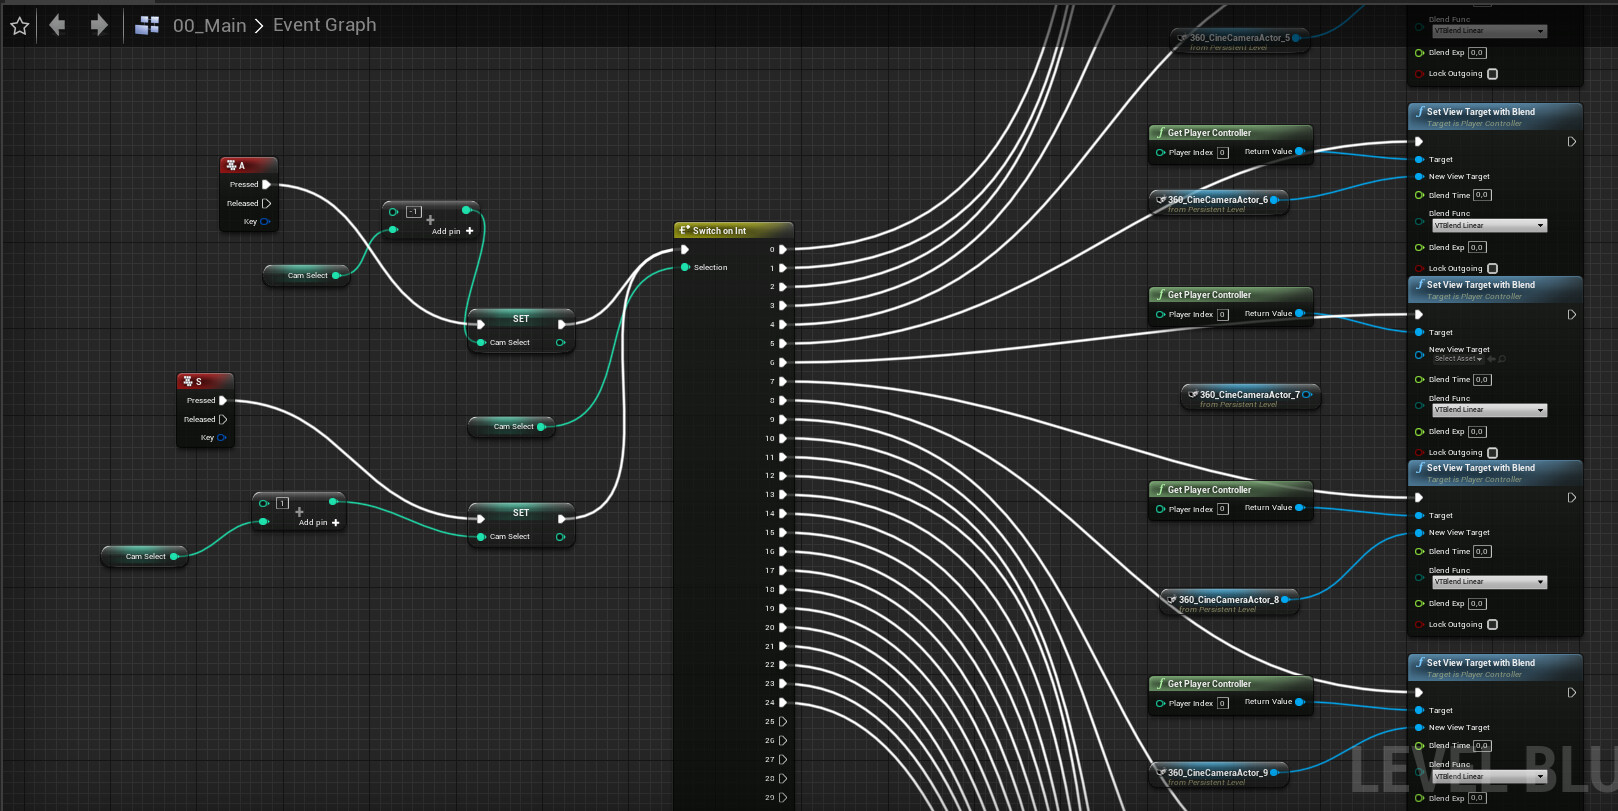 00_Main > Event Graph
A
Pressed
Released
Key
-1
Add pin +
Cam Select
SET
Cam Select
S
Pressed
Released
Key
Cam Select
1
Add pin +
Cam Select
SET
Cam Select
Switch on Int
Selection
0
1
2
3
4
5
6
7
8
9
10
11
12
13
14
15
16
17
18
19
20
21
22
23
24
25
26
27
28
29
360_CineCameraActor_5
from Persistent Level
Blend Func
VTBlend Linear
Blend Exp 0,0
Lock Outgoing
Get Player Controller
Player Index 0 Return Value
360_CineCameraActor_6
from Persistent Level
Set View Target with Blend
Target is Player Controller
Target
New View Target
Blend Time 0,0
Blend Func
VTBlend Linear
Blend Exp 0,0
Lock Outgoing
Get Player Controller
Player Index 0 Return Value
360_CineCameraActor_7
from Persistent Level
Set View Target with Blend
Target is Player Controller
Target
New View Target
Select Asset
Blend Time 0,0
Blend Func
VTBlend Linear
Blend Exp 0,0
Lock Outgoing
Get Player Controller
Player Index 0 Return Value
360_CineCameraActor_8
from Persistent Level
Set View Target with Blend
Target is Player Controller
Target
New View Target
Blend Time 0,0
Blend Func
VTBlend Linear
Blend Exp 0,0
Lock Outgoing
Get Player Controller
Player Index 0 Return Value
360_CineCameraActor_9
from Persistent Level
Set View Target with Blend
Target is Player Controller
Target
New View Target
Blend Time 0,0
Blend Func
VTBlend Linear
Blend Exp 0,0
LEVEL BLU